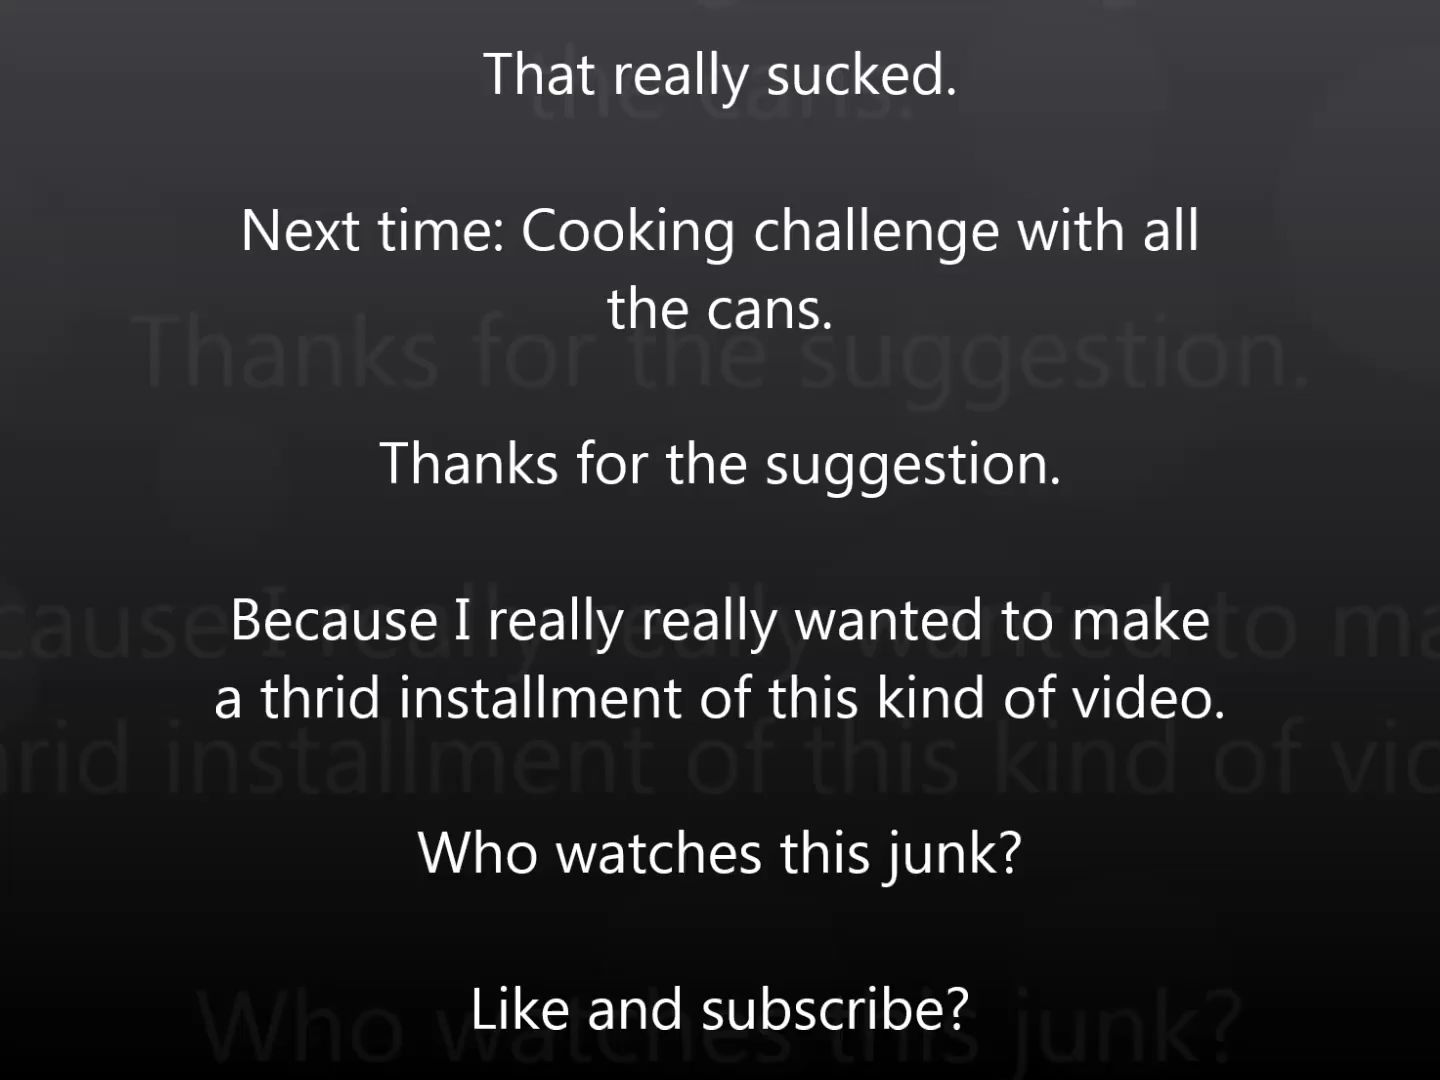 That really sucked.
Next time: Cooking challenge with all
the cans.
Thanks for the suggestion.
Because I really really wanted to make
a thrid installment of this kind of video.
Who watches this junk?
Like and subscribe?